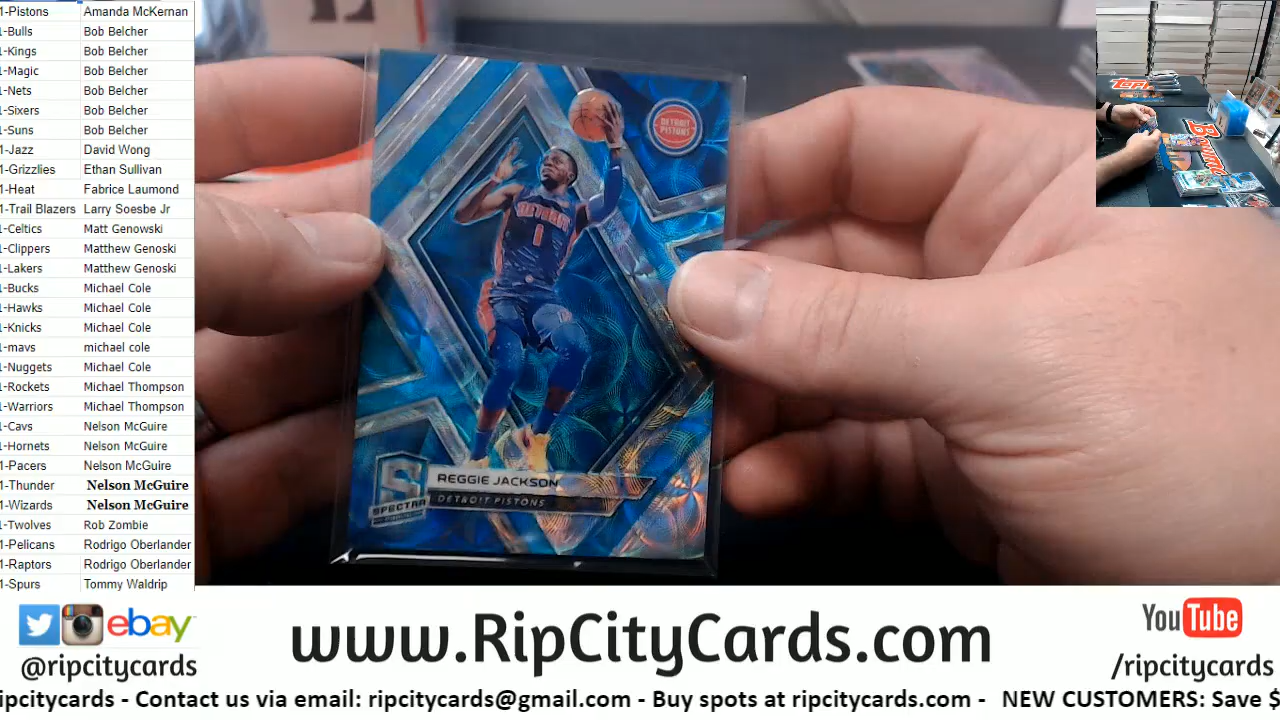 1-Pistons Amanda McKernan
1-Bulls Bob Belcher
1-Kings Bob Belcher
1-Magic Bob Belcher
1-Nets Bob Belcher
1-Sixers Bob Belcher
1-Suns Bob Belcher
1-Jazz David Wong
1-Grizzlies Ethan Sullivan
1-Heat Fabrice Laumond
1-Trail Blazers Larry Soesbe Jr
1-Celtics Matt Genowski
1-Clippers Matthew Genoski
1-Lakers Matthew Genoski
1-Bucks Michael Cole
1-Hawks Michael Cole
1-Knicks Michael Cole
1-mavs michael cole
1-Nuggets Michael Cole
1-Rockets Michael Thompson
1-Warriors Michael Thompson
1-Cavs Nelson McGuire
1-Hornets Nelson McGuire
1-Pacers Nelson McGuire
1-Thunder Nelson McGuire
1-Wizards Nelson McGuire
1-Twolves Rob Zombie
1-Pelicans Rodrigo Oberlander
1-Raptors Rodrigo Oberlander
1-Spurs Tommy Waldrip
DETROIT
PISTONS
DETROIT
1
S
SPECTRA
REGGIE JACKSON
DETROIT PISTONS
Topps
Bowman
ebay
@ripcitycards
www.RipCityCards.com
YouTube
/ripcitycards
ipcitycards - Contact us via email: ripcitycards@gmail.com - Buy spots at ripcitycards.com - NEW CUSTOMERS: Save $